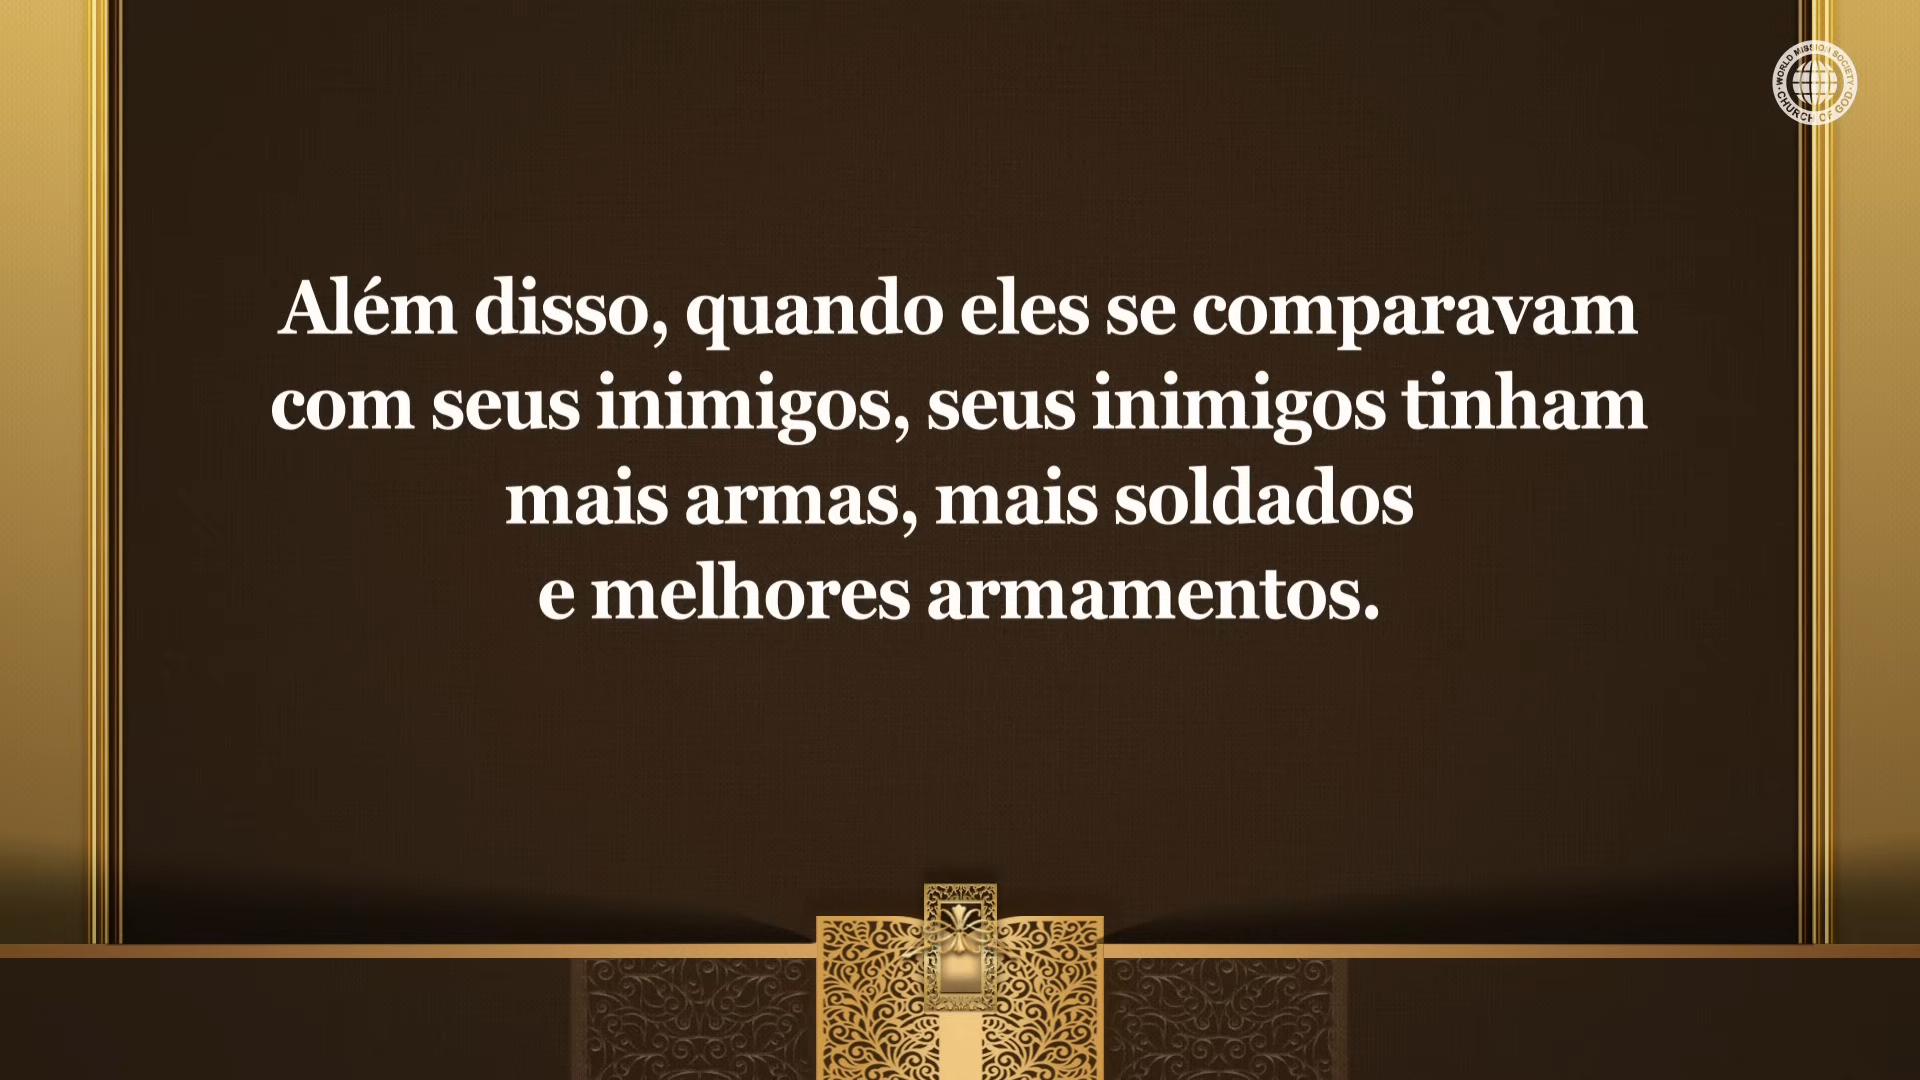 WORLD MISSION SOCIETY
CHURCH OF GOD
Além disso, quando eles se comparavam
com seus inimigos, seus inimigos tinham
mais armas, mais soldados
e melhores armamentos.